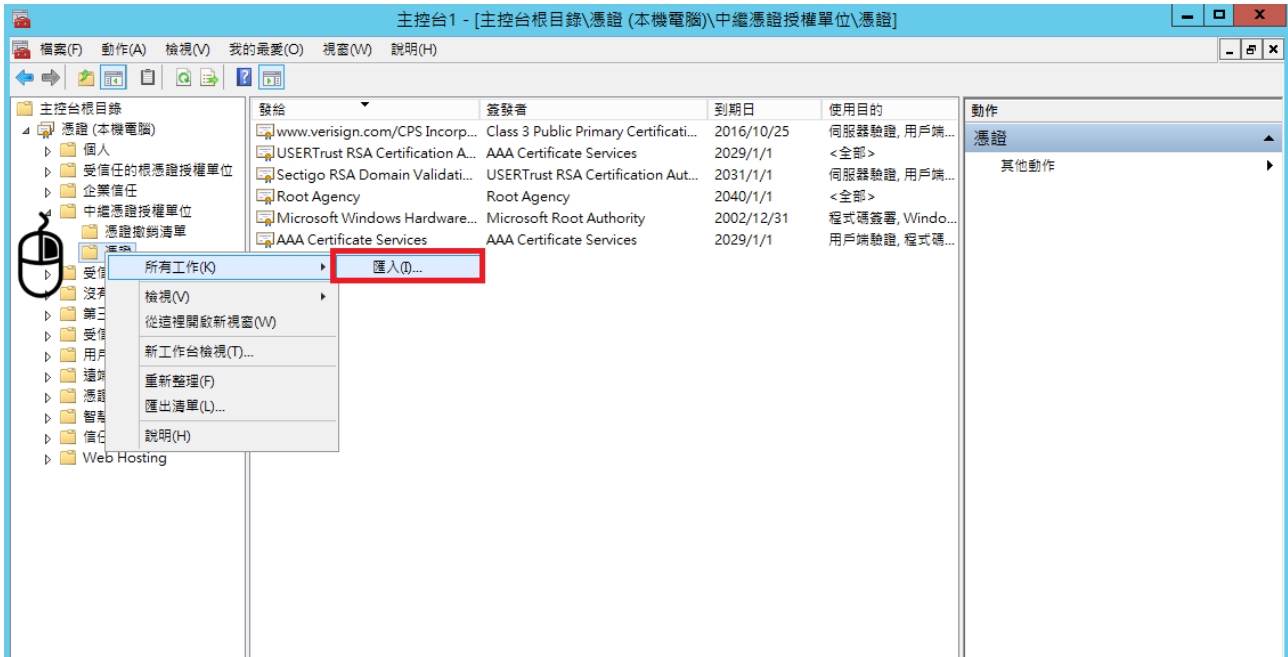 主控台1 - [主控台根目錄\憑證 (本機電腦)\中繼憑證授權單位\憑證]
檔案(F) 動作(A) 檢視(V) 我的最愛(O) 視窗(W) 說明(H)
主控台根目錄
憑證 (本機電腦)
個人
受信任的根憑證授權單位
企業信任
中繼憑證授權單位
憑證撤銷清單
憑證
受信
沒有
第三
受信
用戶
遠端
憑證
智慧
信任
Web Hosting
發給 簽發者 到期日 使用目的
www.verisign.com/CPS Incorp... Class 3 Public Primary Certificati... 2016/10/25 伺服器驗證, 用戶端...
USERTrust RSA Certification A... AAA Certificate Services 2029/1/1 <全部>
Sectigo RSA Domain Validati... USERTrust RSA Certification Aut... 2031/1/1 伺服器驗證, 用戶端...
Root Agency Root Agency 2040/1/1 <全部>
Microsoft Windows Hardware... Microsoft Root Authority 2002/12/31 程式碼簽署, Windo...
AAA Certificate Services AAA Certificate Services 2029/1/1 用戶端驗證, 程式碼...
所有工作(K)
檢視(V)
從這裡開啟新視窗(W)
新工作台檢視(T)...
重新整理(F)
匯出清單(L)...
說明(H)
匯入(I)...
動作
憑證
其他動作